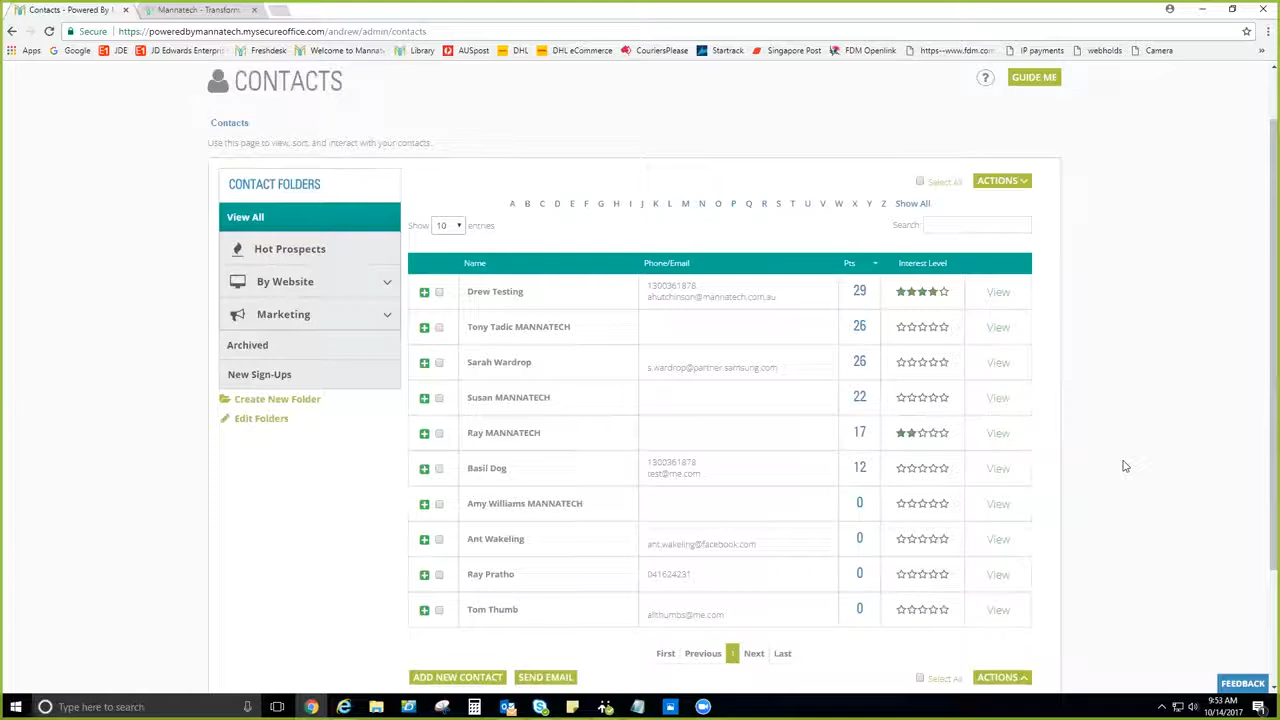 Contacts - Powered By
Mannatech - Transform
Secure
https://poweredbymannatech.mysecureoffice.com/andrew/admin/contacts
Apps Google JDE JD Edwards Enterpris Freshdesk Welcome to Manna Library AUSpost DHL DHL eCommerce CouriersPlease Startrack Singapore Post FDM Openlink https--www.fdm.com IP payments webholds Camera »
CONTACTS
? GUIDE ME
Contacts
Use this page to view, sort, and interact with your contacts.
CONTACT FOLDERS
View All
Hot Prospects
By Website
Marketing
Archived
New Sign-Ups
Create New Folder
Edit Folders
Select All ACTIONS
A B C D E F G H I J K L M N O P Q R S T U V W X Y Z Show All
Show 10 entries
Search:
Name Phone/Email Pts Interest Level
Drew Testing 1300361878 29 View
ahutchinson@mannatech.com.au
Tony Tadic MANNATECH 26 View
Sarah Wardrop s.wardrop@partner.samsung.com 26 View
Susan MANNATECH 22 View
Ray MANNATECH 17 View
Basil Dog 1300361878 12 View
test@me.com
Amy Williams MANNATECH 0 View
Ant Wakeling ant.wakeling@facebook.com 0 View
Ray Pratho 041624231 0 View
Tom Thumb allthumbs@me.com 0 View
First Previous 1 Next Last
ADD NEW CONTACT SEND EMAIL
Select All ACTIONS
FEEDBACK
Type here to search
9:53 AM
10/14/2017